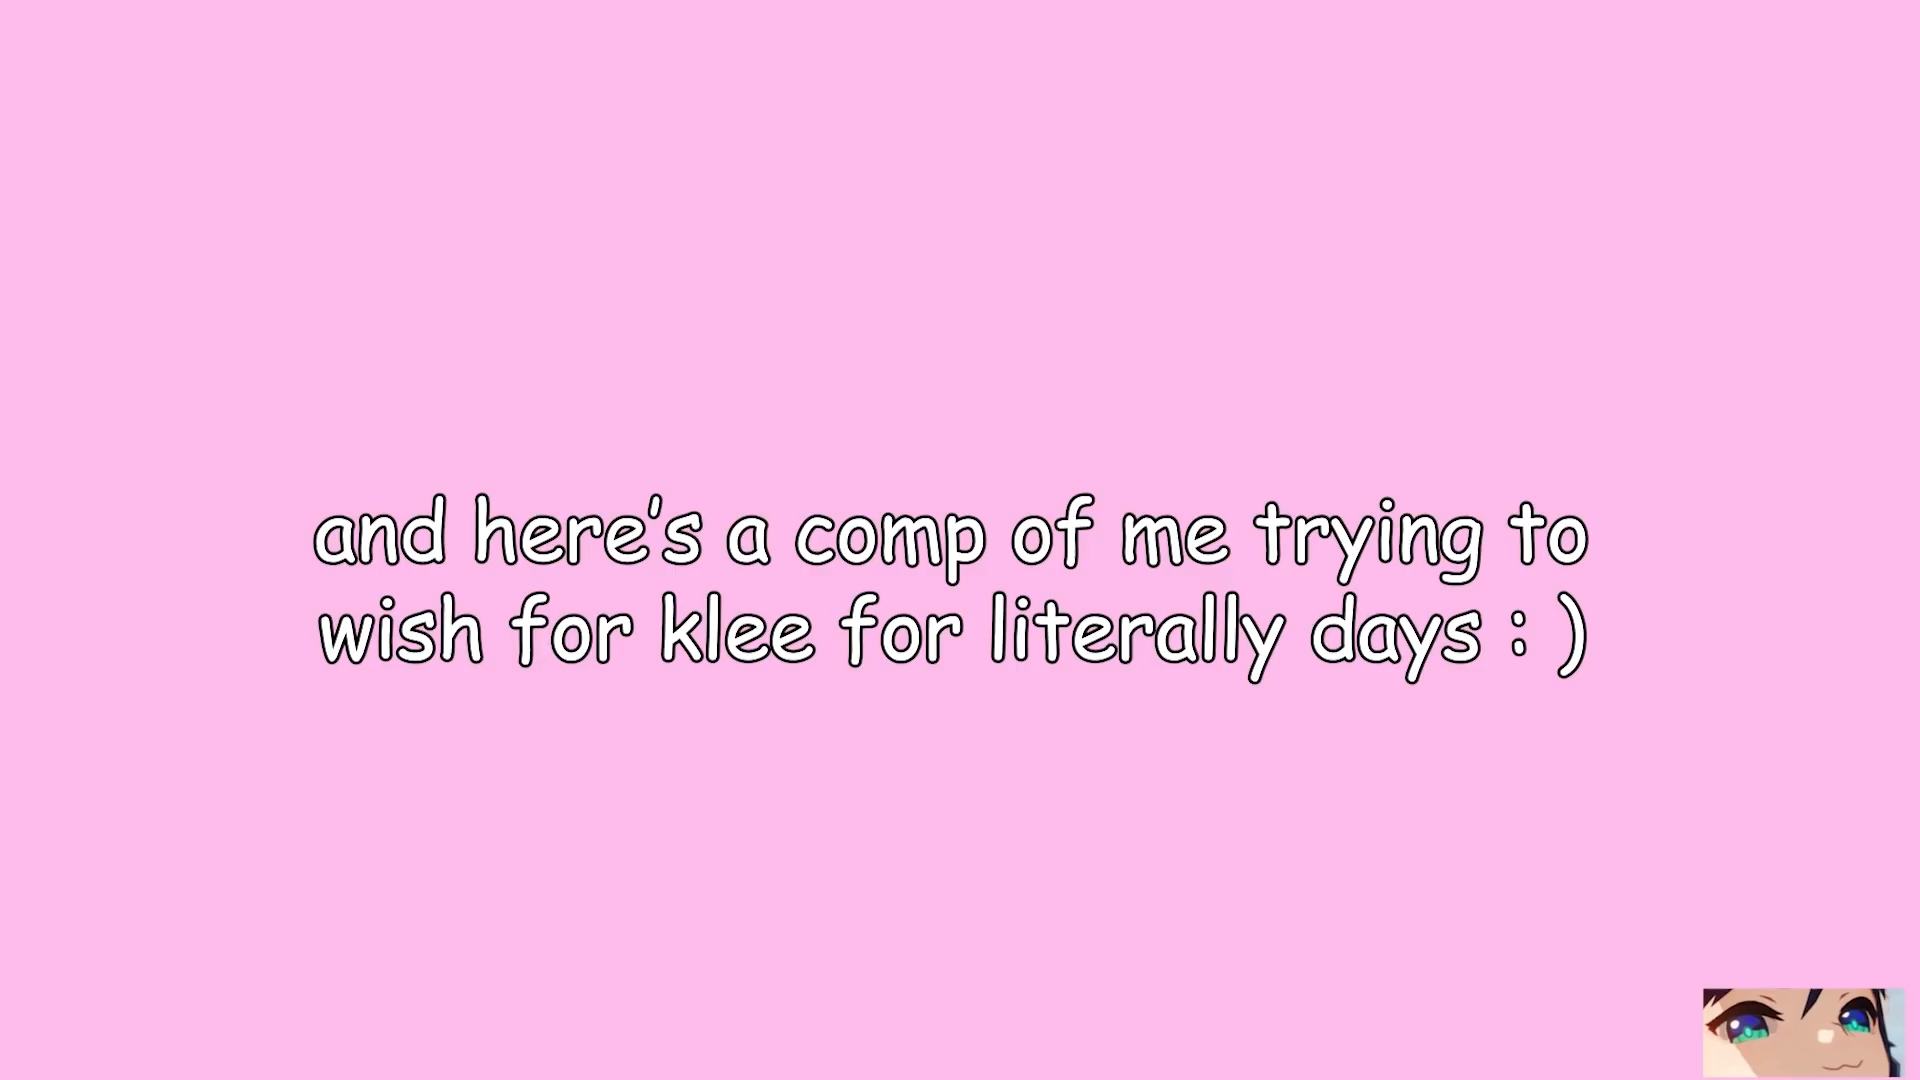 and here's a comp of me trying to
wish for klee for literally days : )